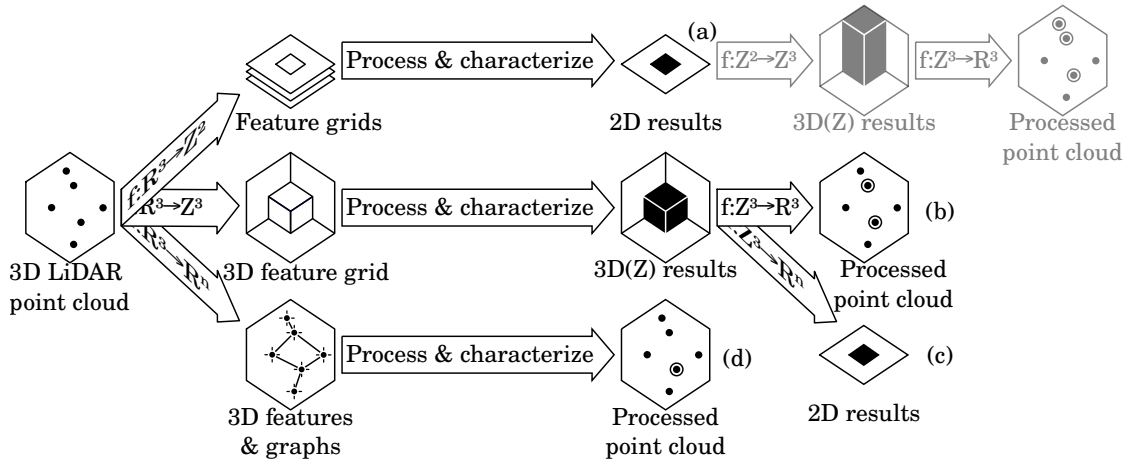 (a)
Process & characterize
f:Z²→Z³
f:Z³→R³
Feature grids
2D results
3D(Z) results
Processed
point cloud
f:R³→Z²
R³→Z³
:R³→Rⁿ
Process & characterize
f:Z³→R³
(b)
3D LiDAR
point cloud
3D feature grid
3D(Z) results
Processed
point cloud
Z³→Rⁿ
Process & characterize
(d)
(c)
3D features
& graphs
Processed
point cloud
2D results